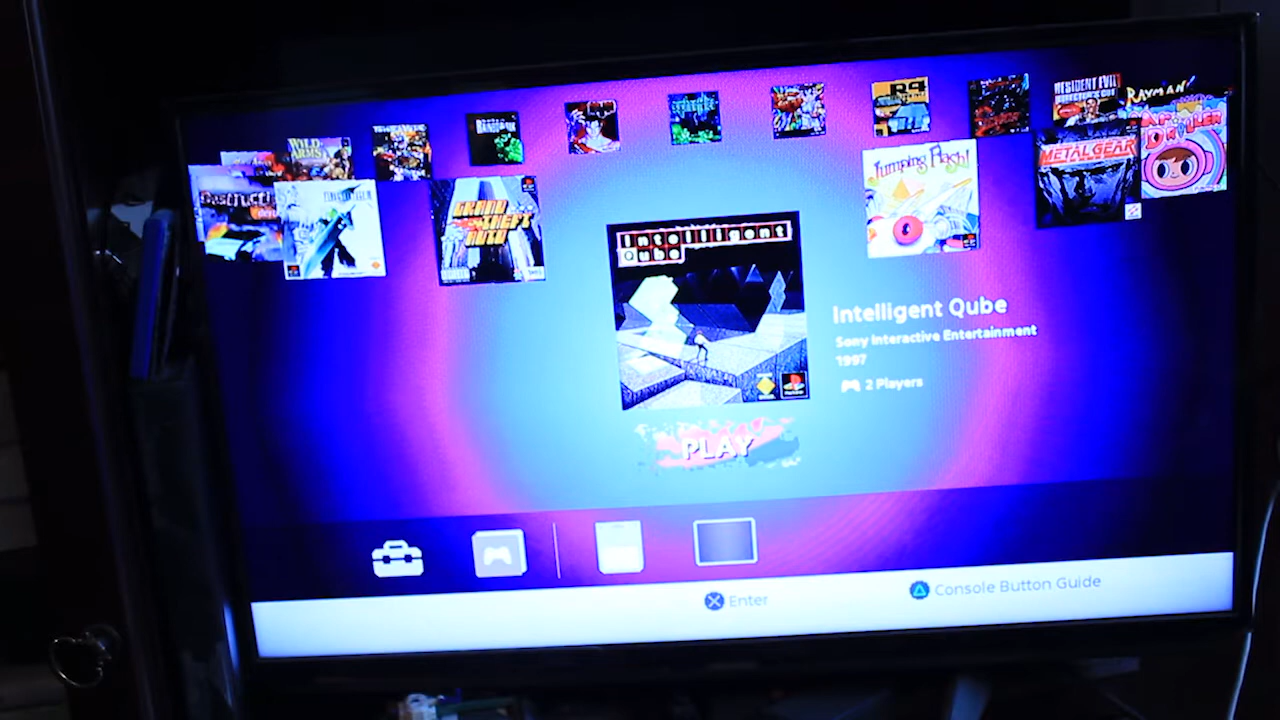 RESIDENT EVIL
RAYMAN
WILD
ARMS
METAL GEAR
DRILLER
Jumping Flash!
GRAND
THEFT
AUTO
Intelligent
Qube
Intelligent Qube
Sony Interactive Entertainment
1997
2 Players
PLAY
Enter
Console Button Guide